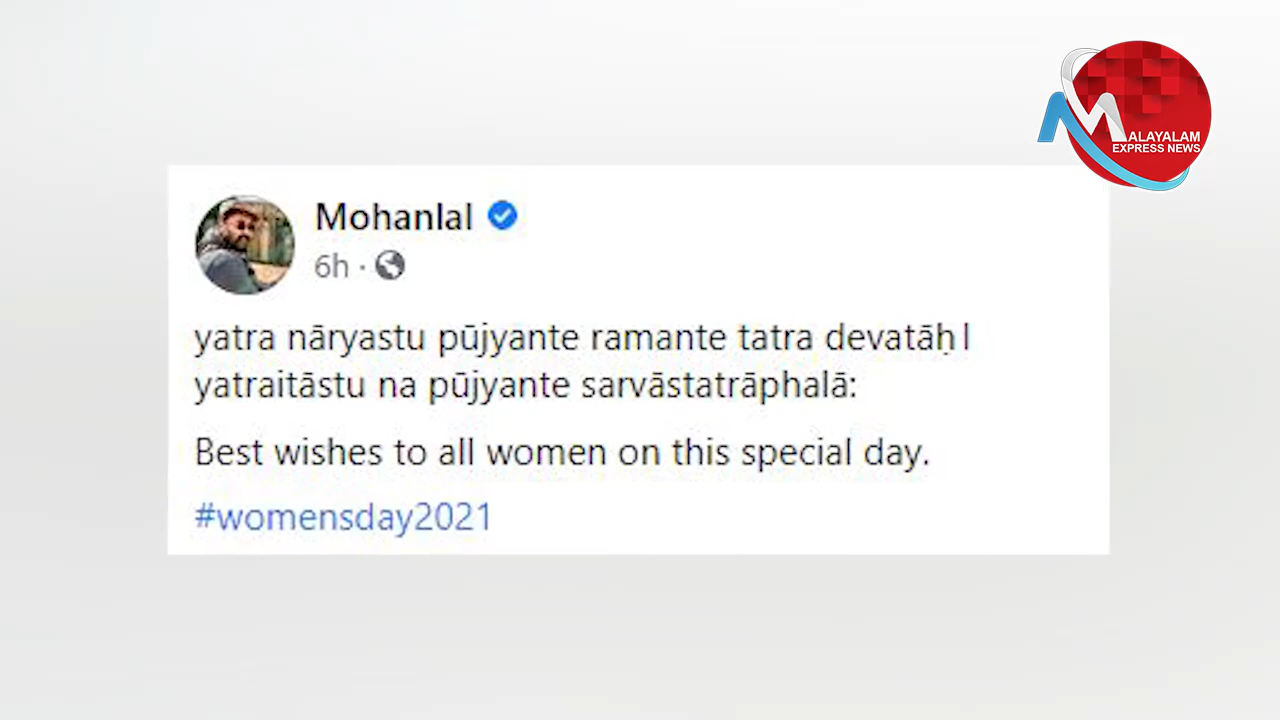 MALAYALAM
EXPRESS NEWS
Mohanlal
6h ·
yatra nāryastu pūjyante ramante tatra devatāḥ|
yatraitāstu na pūjyante sarvāstatrāphalā:
Best wishes to all women on this special day.
#womensday2021